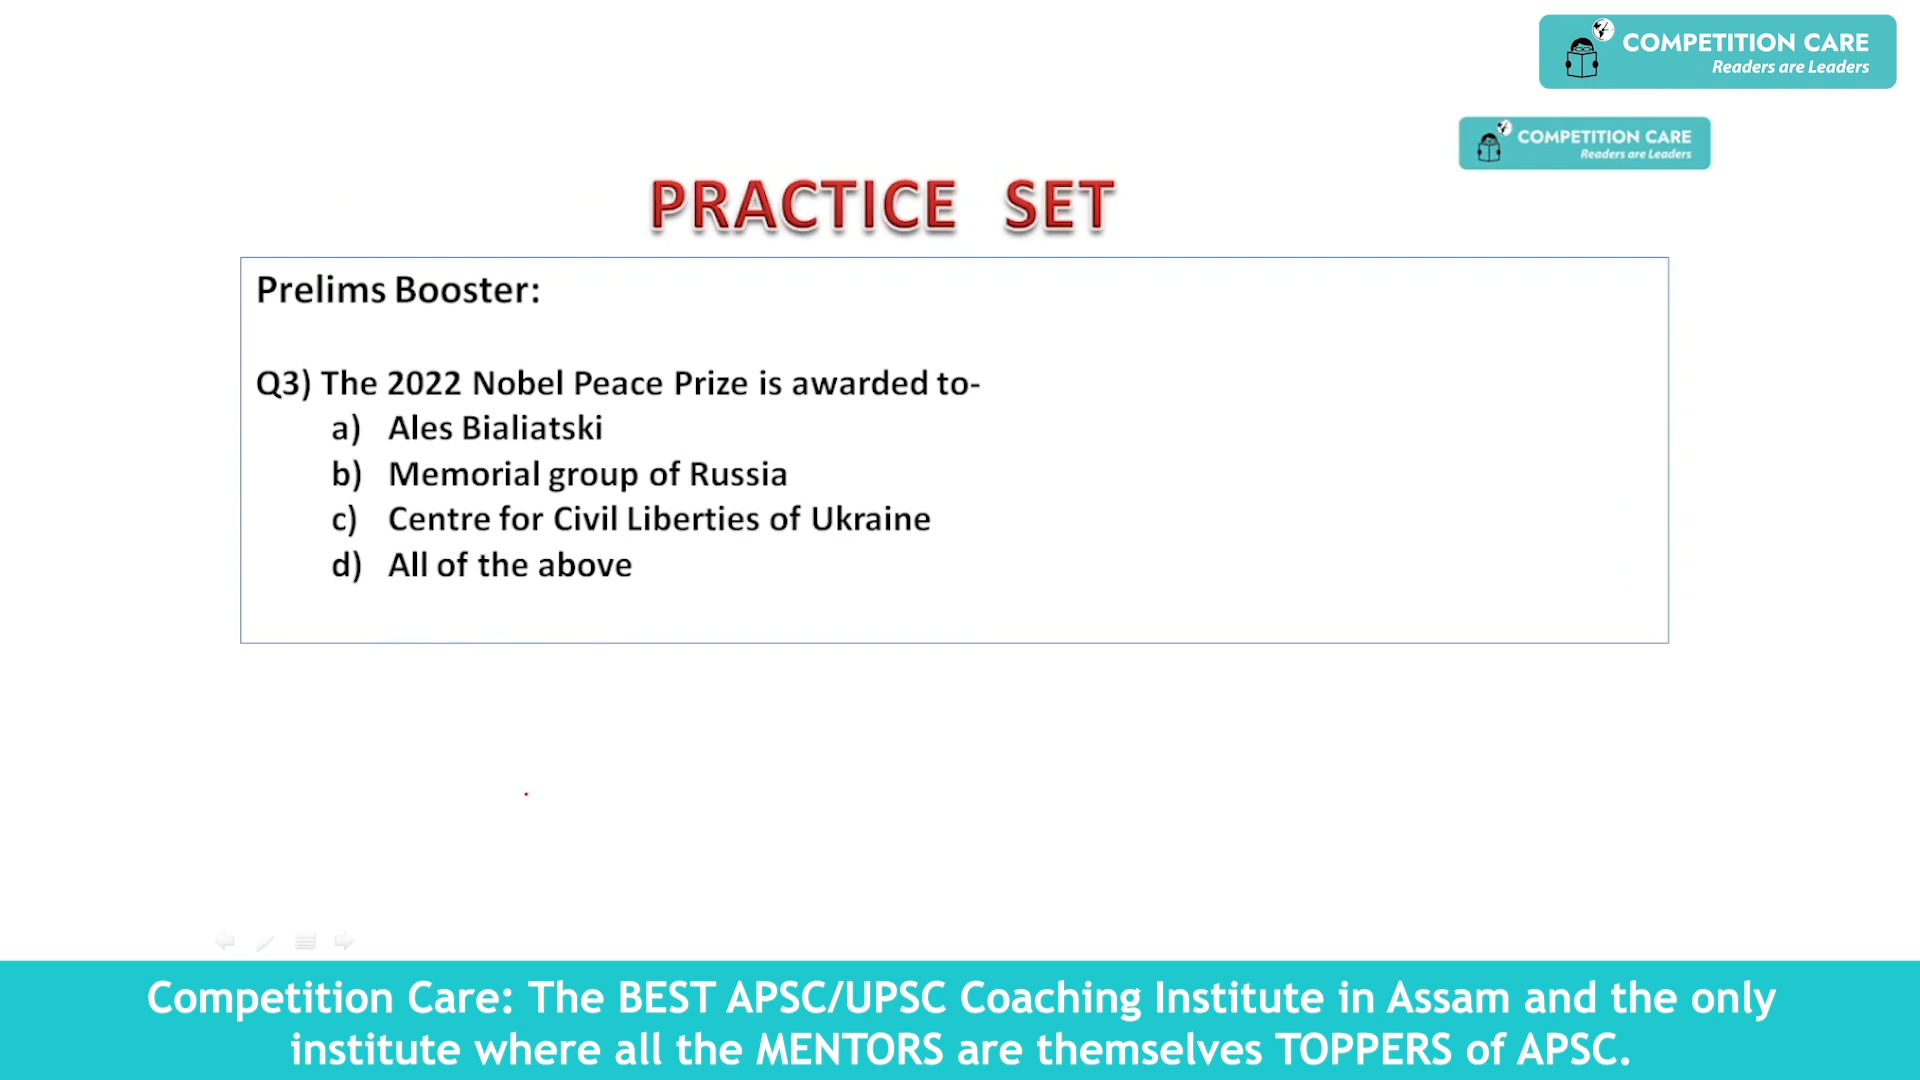 COMPETITION CARE
Readers are Leaders
COMPETITION CARE
Readers are Leaders
PRACTICE SET
Prelims Booster:
Q3) The 2022 Nobel Peace Prize is awarded to-
a) Ales Bialiatski
b) Memorial group of Russia
c) Centre for Civil Liberties of Ukraine
d) All of the above
Competition Care: The BEST APSC/UPSC Coaching Institute in Assam and the only
institute where all the MENTORS are themselves TOPPERS of APSC.